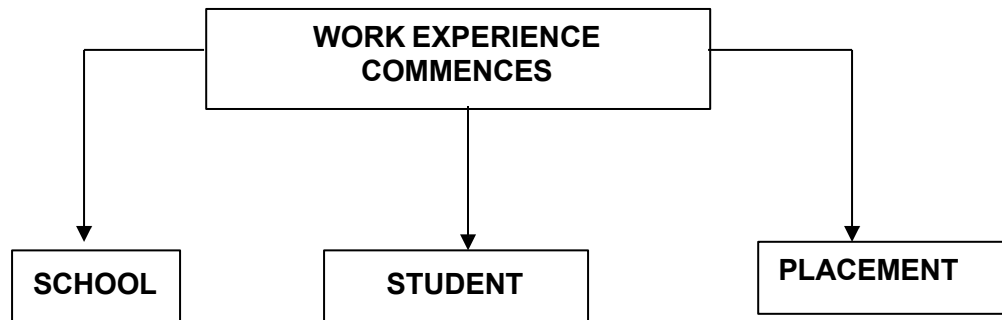 WORK EXPERIENCE
COMMENCES
SCHOOL
STUDENT
PLACEMENT